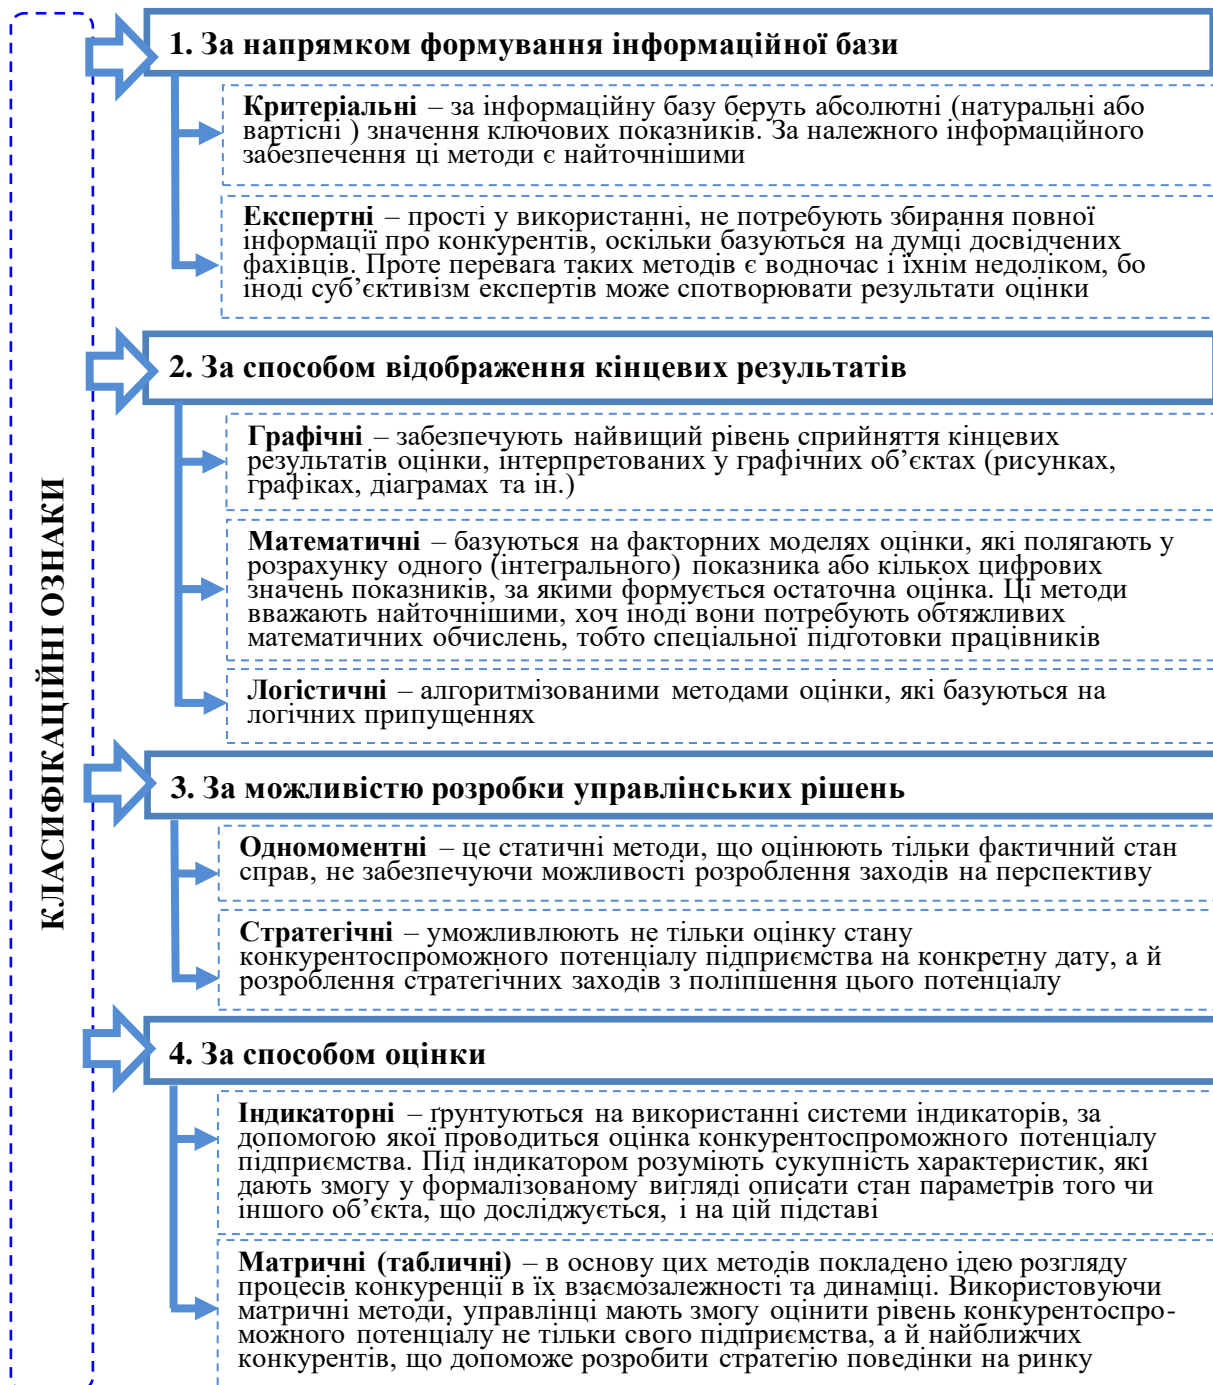 КЛАСИФІКАЦІЙНІ ОЗНАКИ
1. За напрямком формування інформаційної бази
Критеріальні – за інформаційну базу беруть абсолютні (натуральні або
вартісні ) значення ключових показників. За належного інформаційного
забезпечення ці методи є найточнішими
Експертні – прості у використанні, не потребують збирання повної
інформації про конкурентів, оскільки базуються на думці досвідчених
фахівців. Проте перевага таких методів є водночас і їхнім недоліком, бо
іноді суб’єктивізм експертів може спотворювати результати оцінки
2. За способом відображення кінцевих результатів
Графічні – забезпечують найвищий рівень сприйняття кінцевих
результатів оцінки, інтерпретованих у графічних об’єктах (рисунках,
графіках, діаграмах та ін.)
Математичні – базуються на факторних моделях оцінки, які полягають у
розрахунку одного (інтегрального) показника або кількох цифрових
значень показників, за якими формується остаточна оцінка. Ці методи
вважають найточнішими, хоч іноді вони потребують обтяжливих
математичних обчислень, тобто спеціальної підготовки працівників
Логістичні – алгоритмізованими методами оцінки, які базуються на
логічних припущеннях
3. За можливістю розробки управлінських рішень
Одномоментні – це статичні методи, що оцінюють тільки фактичний стан
справ, не забезпечуючи можливості розроблення заходів на перспективу
Стратегічні – уможливлюють не тільки оцінку стану
конкурентоспроможного потенціалу підприємства на конкретну дату, а й
розроблення стратегічних заходів з поліпшення цього потенціалу
4. За способом оцінки
Індикаторні – ґрунтуються на використанні системи індикаторів, за
допомогою якої проводиться оцінка конкурентоспроможного потенціалу
підприємства. Під індикатором розуміють сукупність характеристик, які
дають змогу у формалізованому вигляді описати стан параметрів того чи
іншого об’єкта, що досліджується, і на цій підставі
Матричні (табличні) – в основу цих методів покладено ідею розгляду
процесів конкуренції в їх взаємозалежності та динаміці. Використовуючи
матричні методи, управлінці мають змогу оцінити рівень конкурентоспро-
можного потенціалу не тільки свого підприємства, а й найближчих
конкурентів, що допоможе розробити стратегію поведінки на ринку